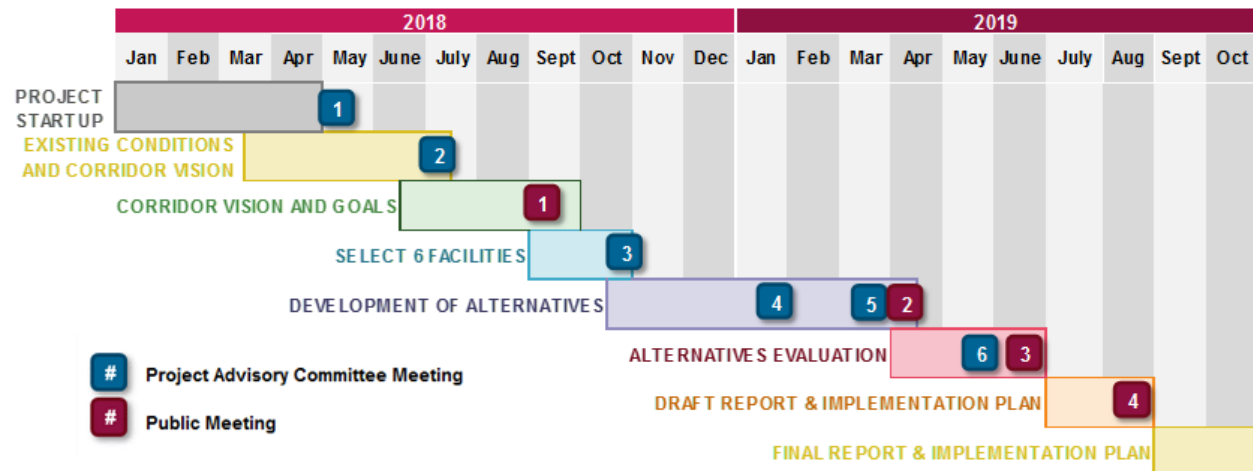 2018 2019
Jan Feb Mar Apr May June July Aug Sept Oct Nov Dec Jan Feb Mar Apr May June July Aug Sept Oct
PROJECT
STARTUP
1
EXISTING CONDITIONS
AND CORRIDOR VISION
2
CORRIDOR VISION AND GOALS
1
SELECT 6 FACILITIES
3
DEVELOPMENT OF ALTERNATIVES
4 5 2
ALTERNATIVES EVALUATION
6 3
# Project Advisory Committee Meeting
DRAFT REPORT & IMPLEMENTATION PLAN
4
# Public Meeting
FINAL REPORT & IMPLEMENTATION PLAN